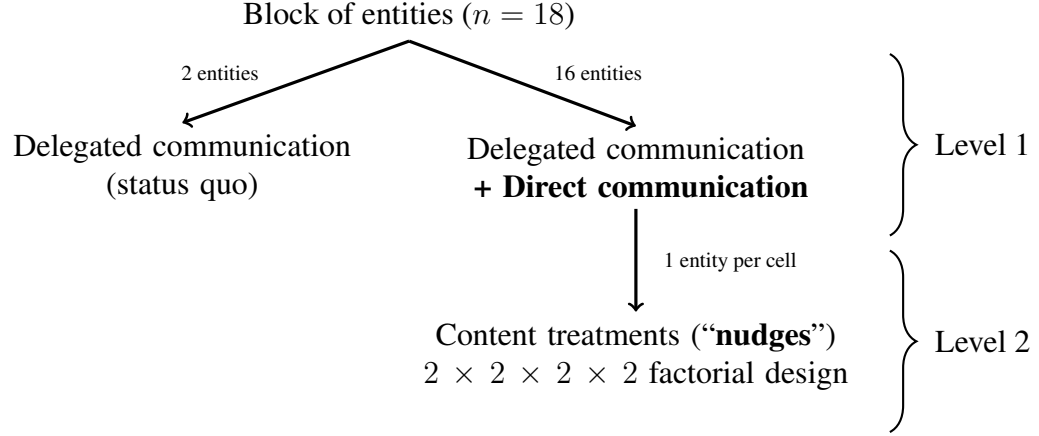 Block of entities (n = 18)
2 entities
16 entities
Delegated communication
(status quo)
Delegated communication
+ Direct communication
Level 1
1 entity per cell
Content treatments (“nudges”)
2 × 2 × 2 × 2 factorial design
Level 2